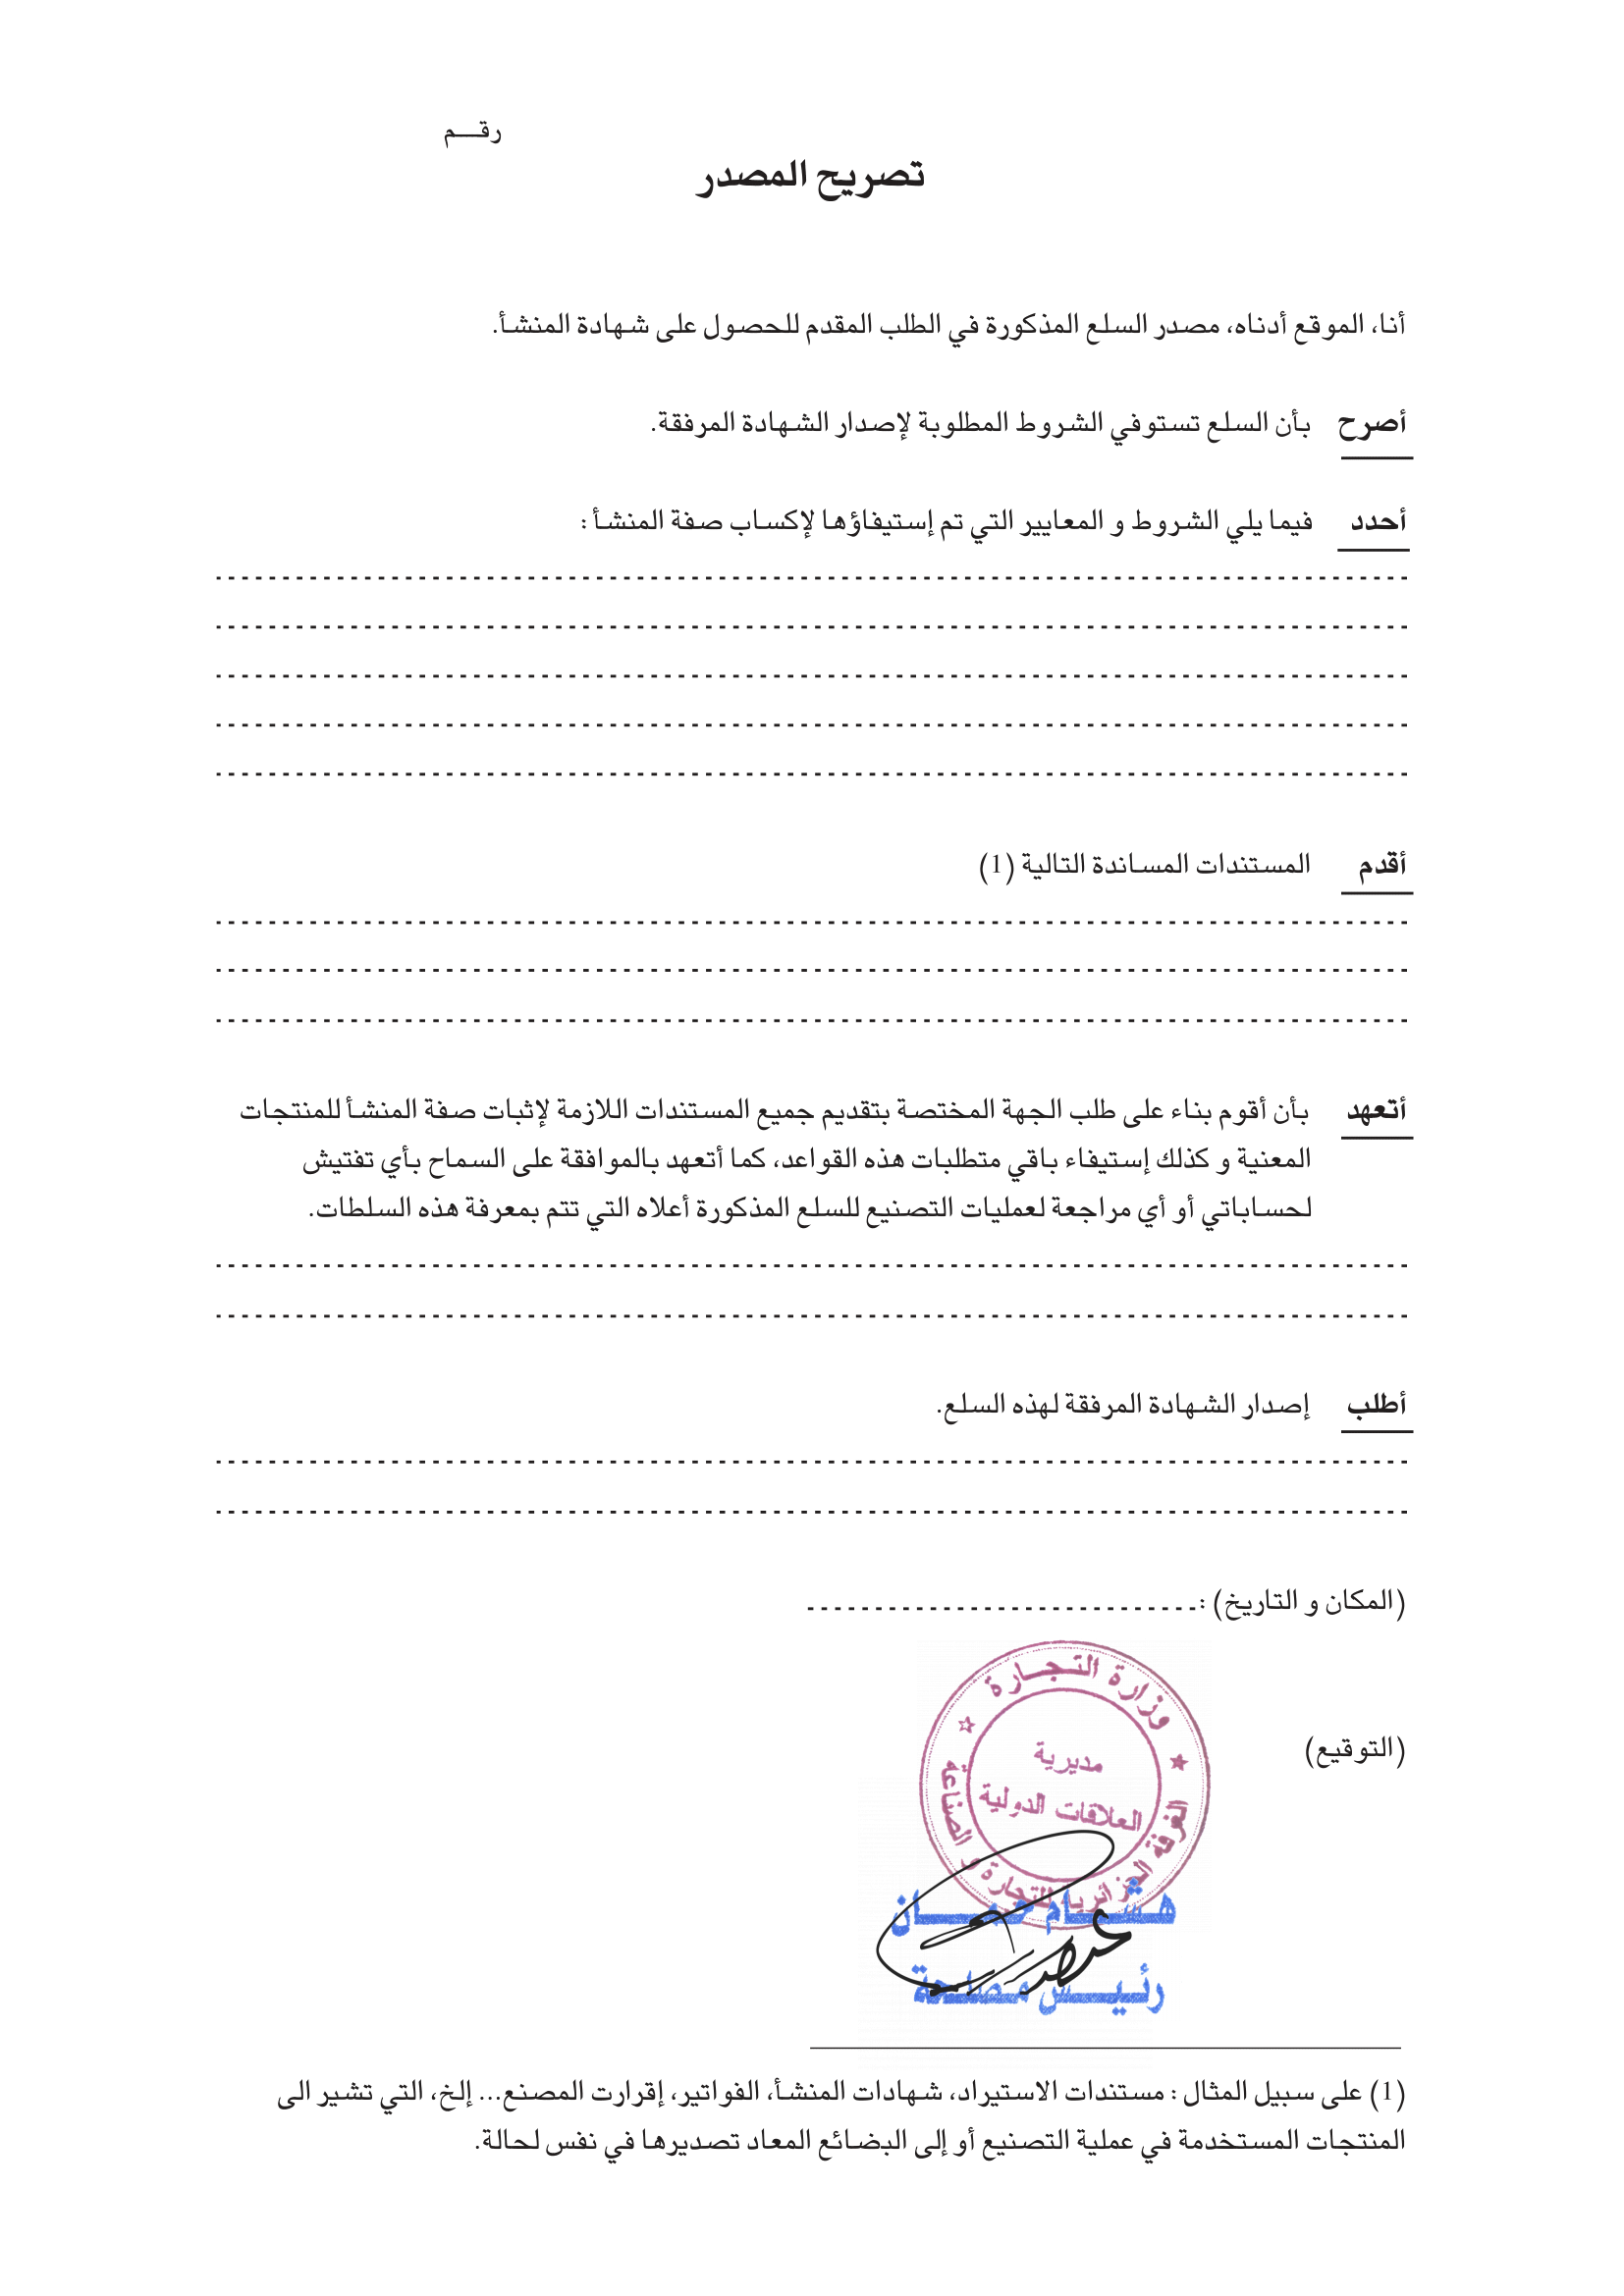 رقـــم
تصريح المصدر
أنا، الموقع أدناه، مصدر السلع المذكورة في الطلب المقدم للحصول على شهادة المنشأ.
أصرح بأن السلع تستوفي الشروط المطلوبة لإصدار الشهادة المرفقة.
أحدد فيما يلي الشروط و المعايير التي تم إستيفاؤها لإكساب صفة المنشأ :
أقدم المستندات المساندة التالية (1)
أتعهد بأن أقوم بناء على طلب الجهة المختصة بتقديم جميع المستندات اللازمة لإثبات صفة المنشأ للمنتجات
المعنية و كذلك إستيفاء باقي متطلبات هذه القواعد، كما أتعهد بالموافقة على السماح بأي تفتيش
لحساباتي أو أي مراجعة لعمليات التصنيع للسلع المذكورة أعلاه التي تتم بمعرفة هذه السلطات.
أطلب إصدار الشهادة المرفقة لهذه السلع.
(المكان و التاريخ) :
وزارة التجارة
(التوقيع)
مديرية
العلاقات الدولية
الغرفة الجزائرية للتجارة و الصناعة
هشام
رئيس مصلحة
(1) على سبيل المثال : مستندات الاستيراد، شهادات المنشأ، الفواتير، إقرارت المصنع... إلخ، التي تشير الى
المنتجات المستخدمة في عملية التصنيع أو إلى البضائع المعاد تصديرها في نفس لحالة.